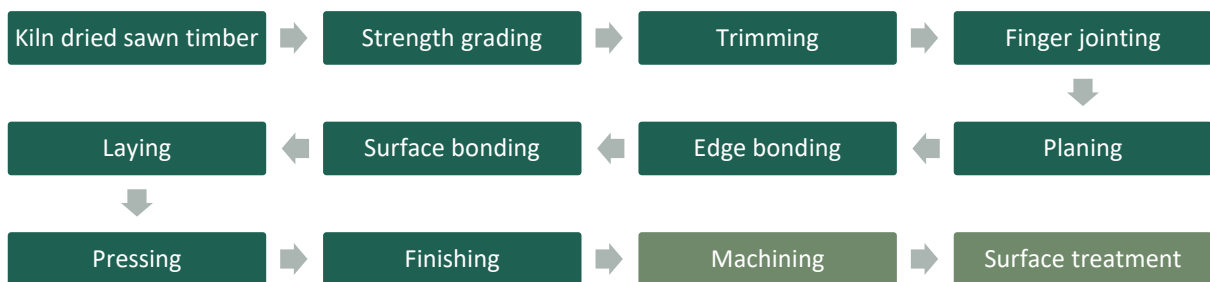 Kiln dried sawn timber
Strength grading
Trimming
Finger jointing
Planing
Edge bonding
Surface bonding
Laying
Pressing
Finishing
Machining
Surface treatment